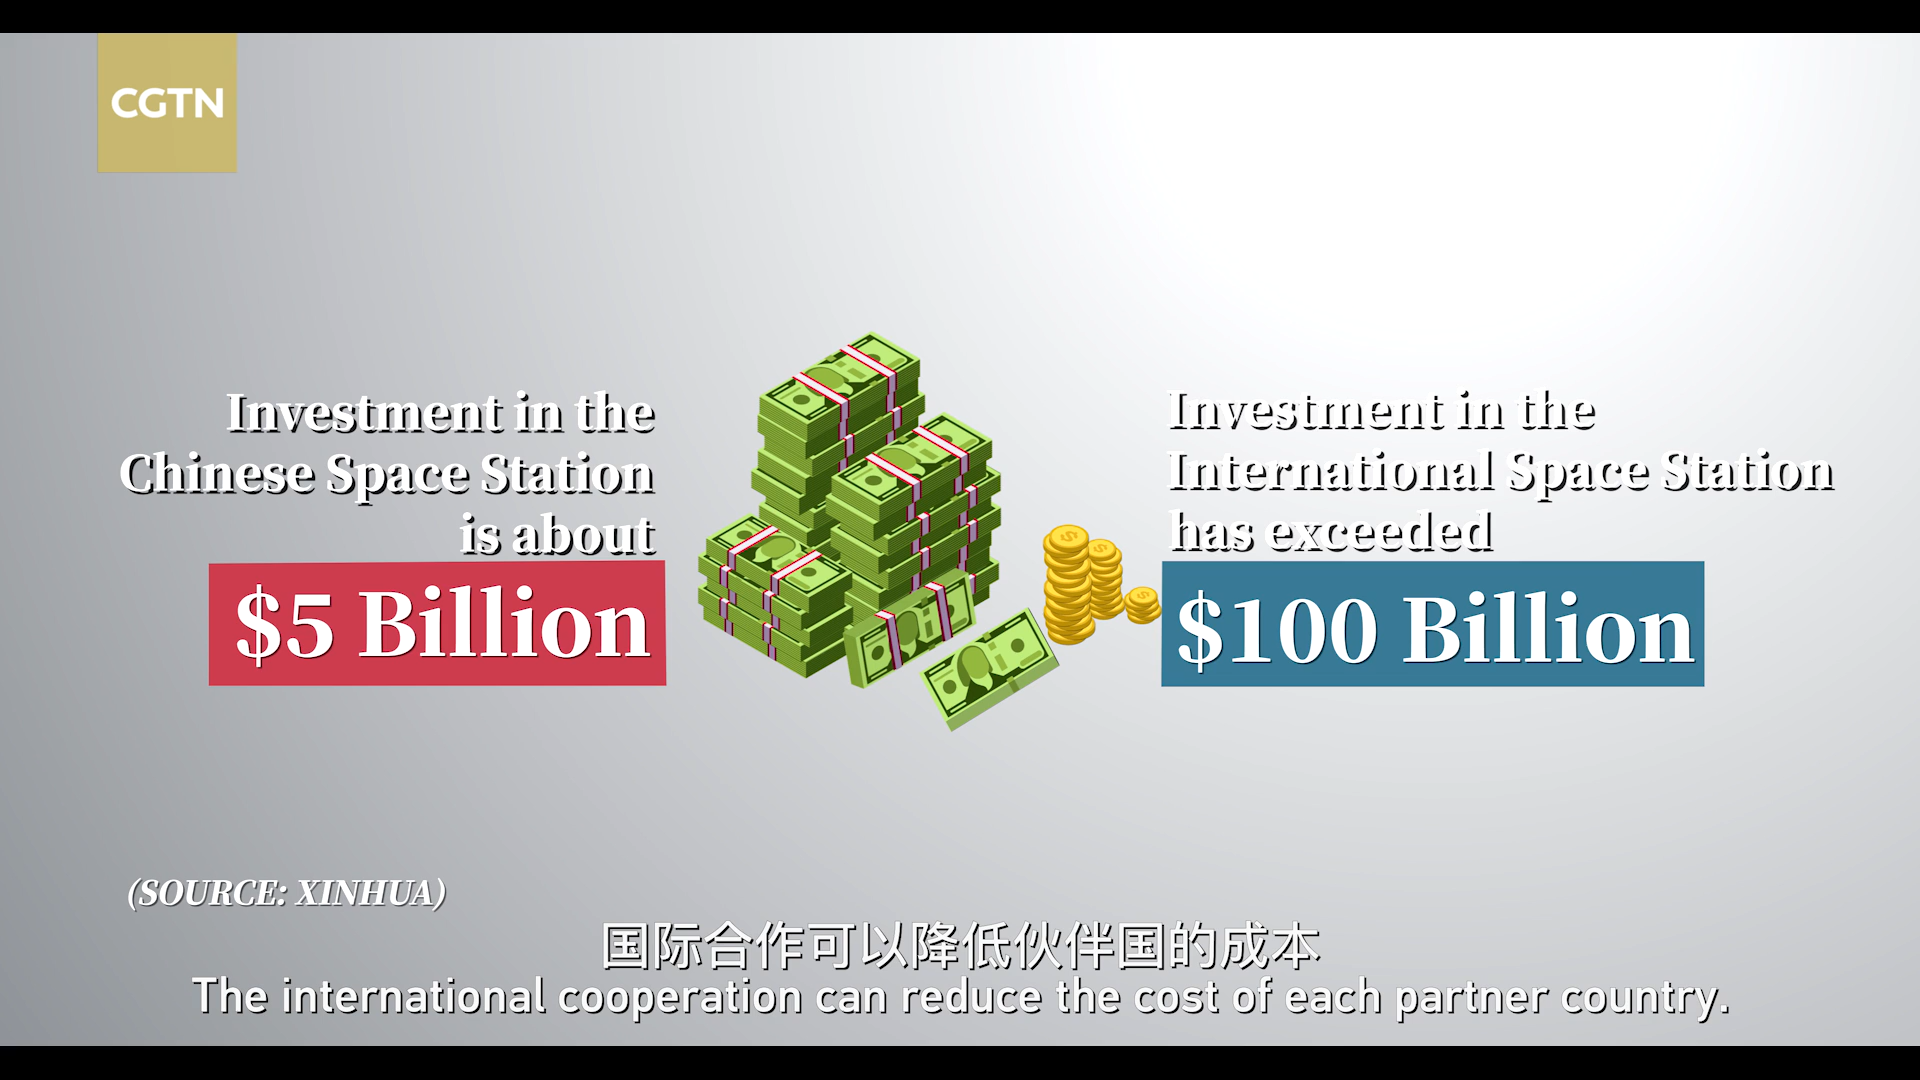 CGTN
Investment in the
Chinese Space Station
is about
$5 Billion
Investment in the
International Space Station
has exceeded
$100 Billion
(SOURCE: XINHUA)
国际合作可以降低伙伴国的成本
The international cooperation can reduce the cost of each partner country.